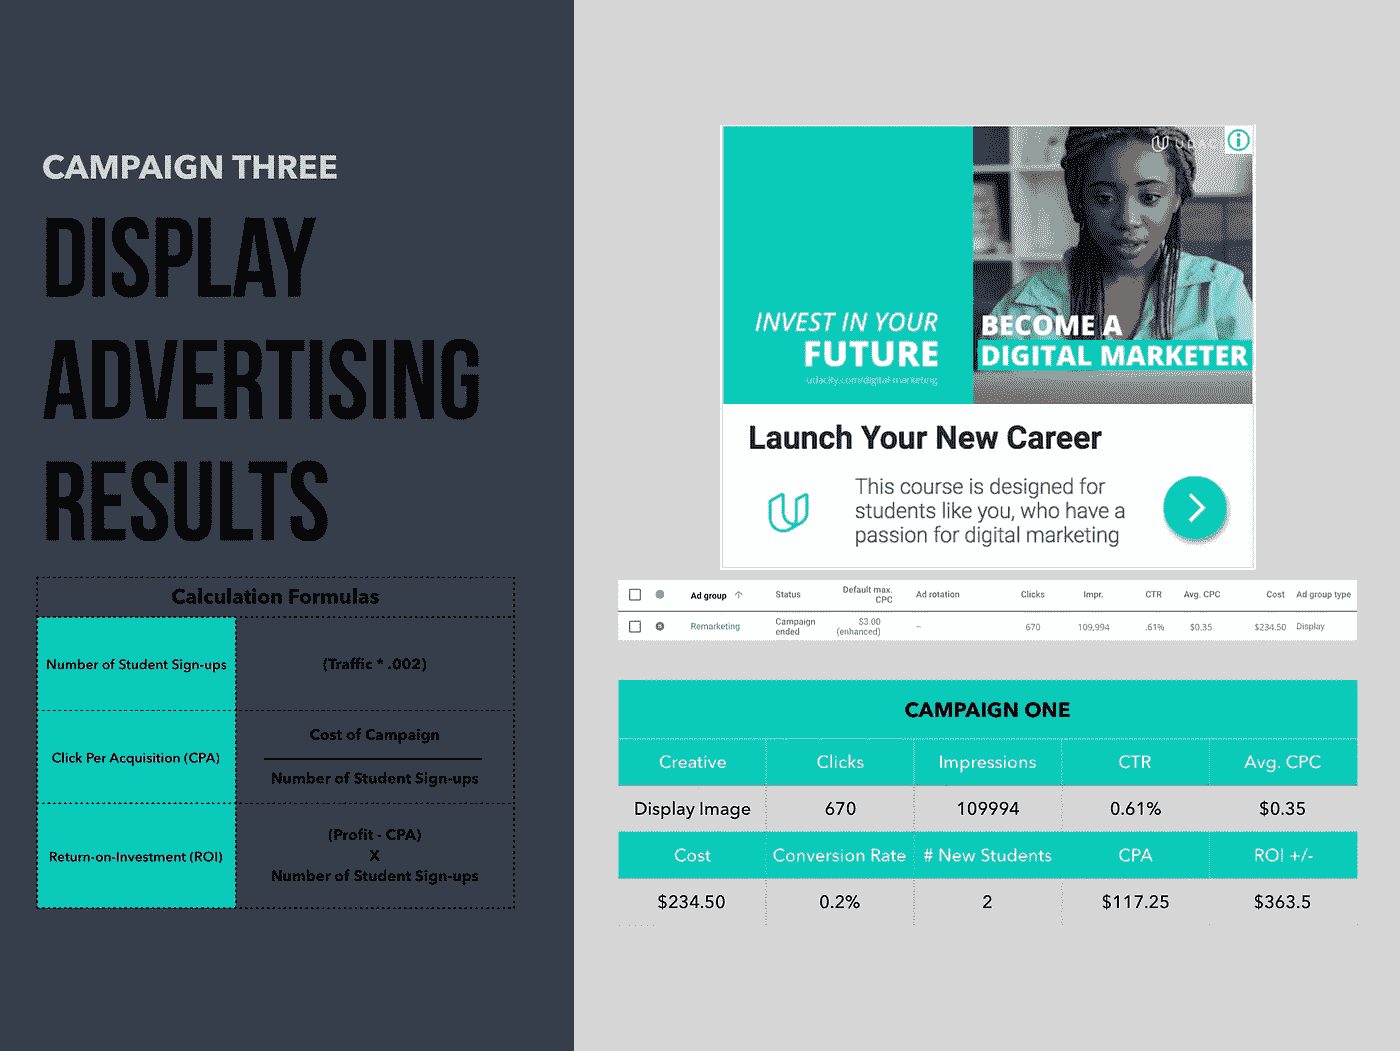 CAMPAIGN THREE
DISPLAY
ADVERTISING
RESULTS
Calculation Formulas
Number of Student Sign-ups
(Traffic * .002)
Click Per Acquisition (CPA)
Cost of Campaign
Number of Student Sign-ups
Return-on-Investment (ROI)
(Profit - CPA)
X
Number of Student Sign-ups
INVEST IN YOUR
FUTURE
udacity.com/digital-marketing
BECOME A
DIGITAL MARKETER
Launch Your New Career
This course is designed for
students like you, who have a
passion for digital marketing
Ad group Status Default max. CPC Ad rotation Clicks Impr. CTR Avg. CPC Cost Ad group type
Remarketing Campaign ended $3.00 (enhanced) -- 670 109,994 .61% $0.35 $234.50 Display
CAMPAIGN ONE
Creative Clicks Impressions CTR Avg. CPC
Display Image 670 109994 0.61% $0.35
Cost Conversion Rate # New Students CPA ROI +/-
$234.50 0.2% 2 $117.25 $363.5